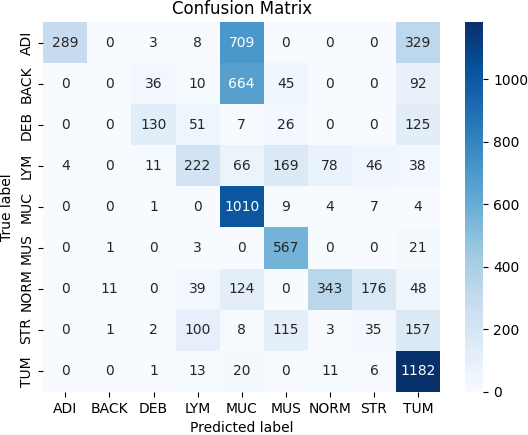 Confusion Matrix
True label
ADI 289 0 3 8 709 0 0 0 329
BACK 0 0 36 10 664 45 0 0 92
DEB 0 0 130 51 7 26 0 0 125
LYM 4 0 11 222 66 169 78 46 38
MUC 0 0 1 0 1010 9 4 7 4
MUS 0 1 0 3 0 567 0 0 21
NORM 0 11 0 39 124 0 343 176 48
STR 0 1 2 100 8 115 3 35 157
TUM 0 0 1 13 20 0 11 6 1182
ADI BACK DEB LYM MUC MUS NORM STR TUM
Predicted label
1000
800
600
400
200
0